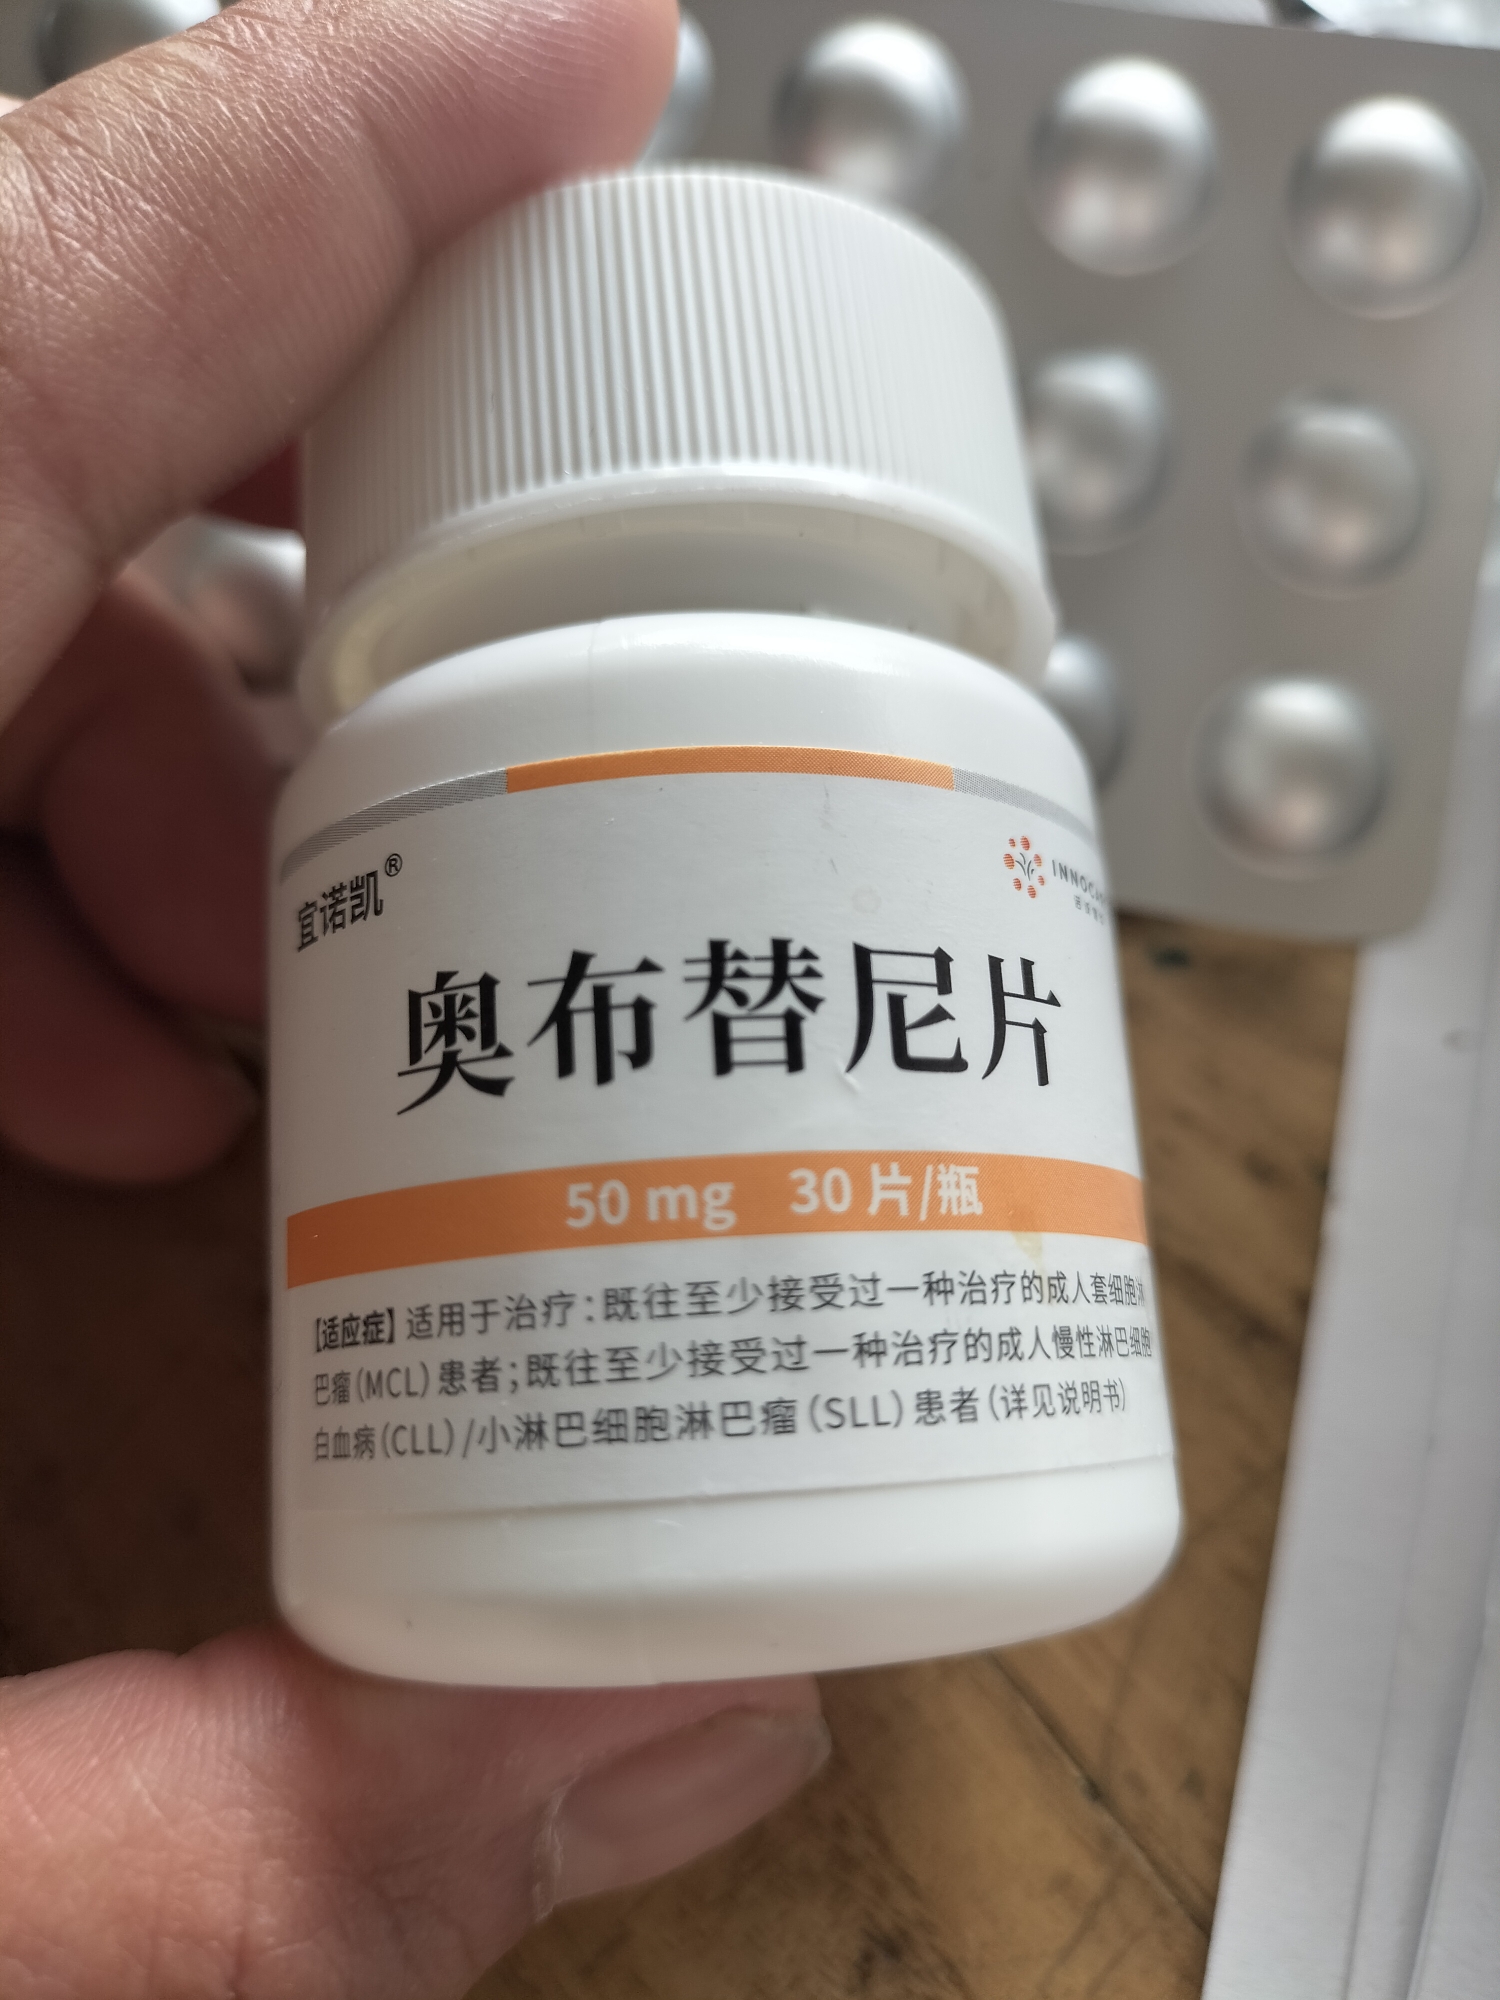 宜诺凯®
奥布替尼片
50 mg 30 片/瓶
【适应症】适用于治疗：既往至少接受过一种治疗的成人套细胞淋
巴瘤（MCL）患者；既往至少接受过一种治疗的成人慢性淋巴细胞
白血病（CLL）/小淋巴细胞淋巴瘤（SLL）患者（详见说明书）